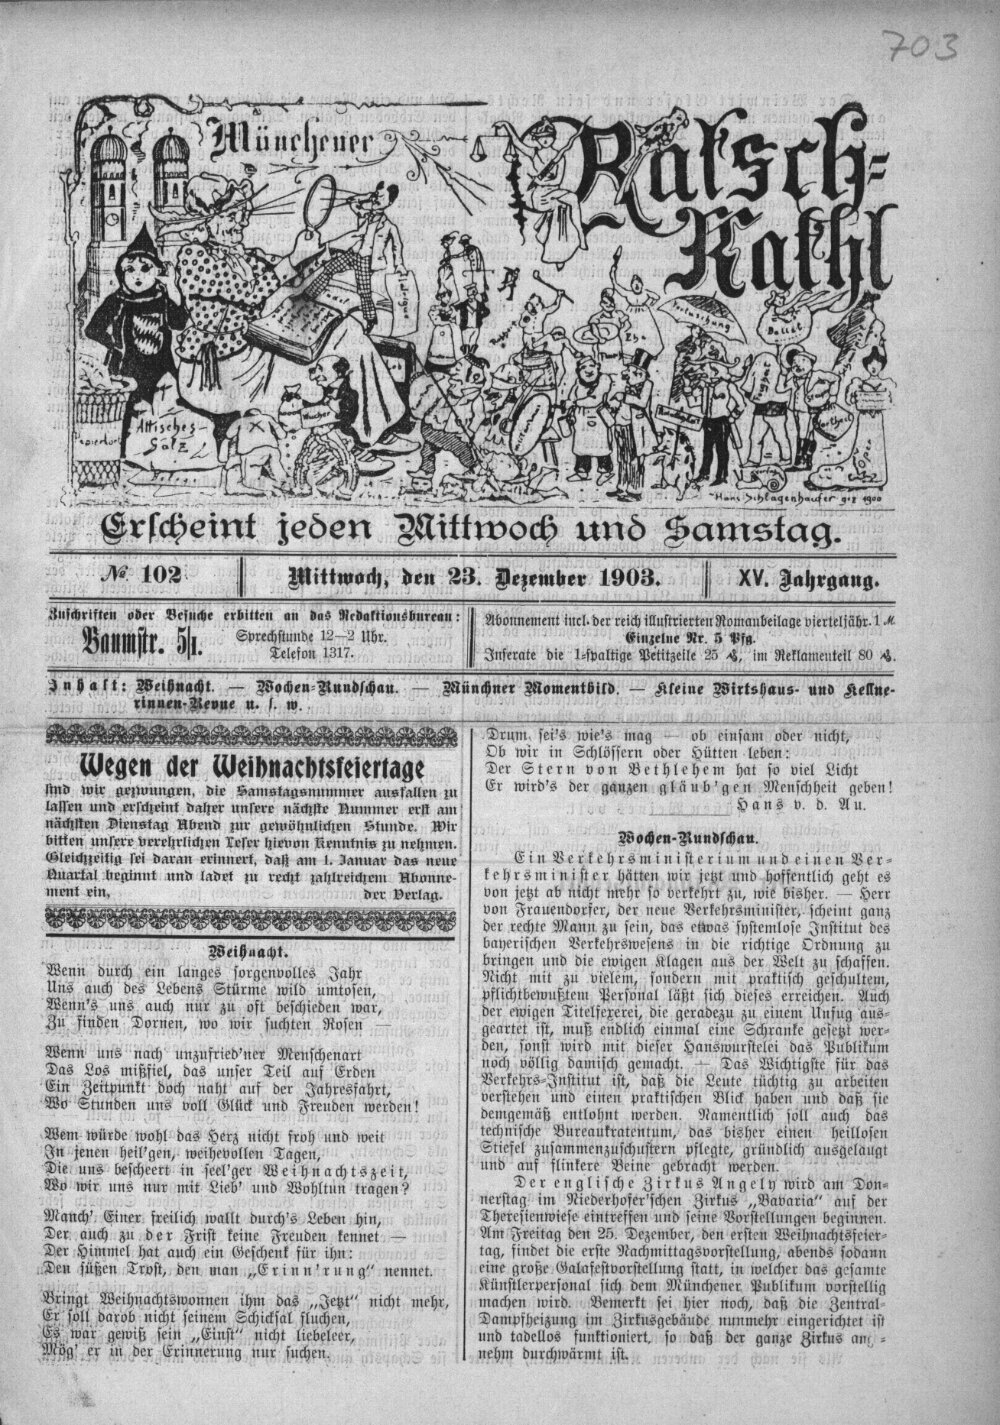 703
Münchener
Ratsch-
Kathl
Attisches
Salz
Wucher
Ballet
Hans Schlagenhaufer gez 1900
Erscheint jeden Mittwoch und Samstag.
№ 102
Mittwoch, den 23. Dezember 1903.
XV. Jahrgang.
Zuschriften oder Besuche erbitten an das Redaktionsbureau:
Baumstr. 5/I.
Sprechstunde 12—2 Uhr.
Telefon 1317.
Abonnement incl. der reich illustrierten Romanbeilage vierteljähr. 1 M.
Einzelne Nr. 5 Pfg.
Inserate die 1-spaltige Petitzeile 25 ₰, im Reklamenteil 80 ₰.
Inhalt: Weihnacht. — Wochen-Rundschau. — Münchner Momentbild. — Kleine Wirtshaus- und Kellne-
rinnen-Revue u. s. w.
Wegen der Weihnachtsfeiertage
sind wir gezwungen, die Samstagsnummer ausfallen zu
lassen und erscheint daher unsere nächste Nummer erst am
nächsten Dienstag Abend zur gewöhnlichen Stunde. Wir
bitten unsere verehrlichen Leser hievon Kenntnis zu nehmen.
Gleichzeitig sei daran erinnert, daß am 1. Januar das neue
Quartal beginnt und ladet zu recht zahlreichem Abonne-
ment ein, der Verlag.
Weihnacht.
Wenn durch ein langes sorgenvolles Jahr
Uns auch des Lebens Stürme wild umtosen,
Wenn's uns auch nur zu oft beschieden war,
Zu finden Dornen, wo wir suchten Rosen —
Wenn uns nach unzufried'ner Menschenart
Das Los mißfiel, das unser Teil auf Erden
Ein Zeitpunkt doch naht auf der Jahresfahrt,
Wo Stunden uns voll Glück und Freuden werden!
Wem würde wohl das Herz nicht froh und weit
In jenen heil'gen, weihevollen Tagen,
Die uns bescheert in seel'ger Weihnachtszeit,
Wo wir uns nur mit Lieb' und Wohltun tragen?
Manch' Einer freilich wallt durch's Leben hin,
Der auch zu der Frist keine Freuden kennet —
Der Himmel hat auch ein Geschenk für ihn:
Den süßen Trost, den man „Erinn'rung“ nennet.
Bringt Weihnachtswonnen ihm das „Jetzt“ nicht mehr,
Er soll darob nicht seinem Schicksal fluchen,
Es war gewiß sein „Einst“ nicht liebeleer,
Mög' er in der Erinnerung nur suchen.
Drum sei's wie's mag — ob einsam oder nicht,
Ob wir in Schlössern oder Hütten leben:
Der Stern von Bethlehem hat so viel Licht
Er wird's der ganzen gläub'gen Menschheit geben!
Hans v. d. Au.
Wochen-Rundschau.
Ein Verkehrsministerium und einen Ver-
kehrsminister hätten wir jetzt und hoffentlich geht es
von jetzt ab nicht mehr so verkehrt zu, wie bisher. — Herr
von Frauendorfer, der neue Verkehrsminister, scheint ganz
der rechte Mann zu sein, das etwas systemlose Institut des
bayerischen Verkehrswesens in die richtige Ordnung zu
bringen und die ewigen Klagen aus der Welt zu schaffen.
Nicht mit zu vielem, sondern mit praktisch geschultem,
pflichtbewußtem Personal läßt sich dieses erreichen. Auch
der ewigen Titelfexerei, die geradezu zu einem Unfug aus-
geartet ist, muß endlich einmal eine Schranke gesetzt wer-
den, sonst wird mit dieser Hanswurstelei das Publikum
noch völlig damisch gemacht. — Das Wichtigste für das
Verkehrs-Institut ist, daß die Leute tüchtig zu arbeiten
verstehen und einen praktischen Blick haben und daß sie
demgemäß entlohnt werden. Namentlich soll auch das
technische Bureaukratentum, das bisher einen heillosen
Stiefel zusammenzuschustern pflegte, gründlich ausgelaugt
und auf flinkere Beine gebracht werden.
Der englische Zirkus Angely wird am Don-
nerstag im Niederhofer'schen Zirkus „Bavaria“ auf der
Theresienwiese eintreffen und seine Vorstellungen beginnen.
Am Freitag den 25. Dezember, den ersten Weihnachtsfeier-
tag, findet die erste Nachmittagsvorstellung, abends sodann
eine große Galafestvorstellung statt, in welcher das gesamte
Künstlerpersonal sich dem Münchener Publikum vorstellig
machen wird. Bemerkt sei hier noch, daß die Zentral-
Dampfheizung im Zirkusgebäude nunmehr eingerichtet ist
und tadellos funktioniert, so daß der ganze Zirkus ange-
nehm durchwärmt ist.